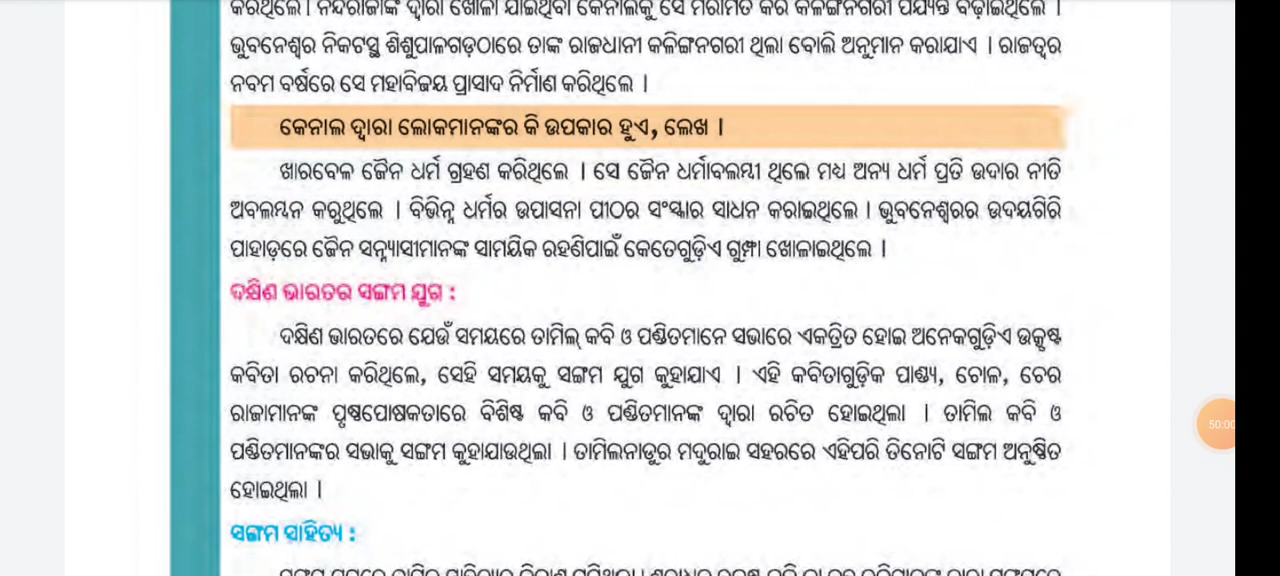 କରିଥିଲେ। ନନ୍ଦରାଜାଙ୍କ ଦ୍ୱାରା ଖୋଳା ଯାଇଥିବା କେନାଲକୁ ସେ ମରାମତି କରି କଳିଙ୍ଗନଗରୀ ପର୍ଯ୍ୟନ୍ତ ବଢ଼ାଇଥିଲେ ।
ଭୁବନେଶ୍ୱର ନିକଟସ୍ଥ ଶିଶୁପାଳଗଡ଼ଠାରେ ତାଙ୍କ ରାଜଧାନୀ କଳିଙ୍ଗନଗରୀ ଥିଲା ବୋଲି ଅନୁମାନ କରାଯାଏ । ରାଜତ୍ୱର
ନବମ ବର୍ଷରେ ସେ ମହାବିଜୟ ପ୍ରାସାଦ ନିର୍ମାଣ କରିଥିଲେ ।
କେନାଲ ଦ୍ୱାରା ଲୋକମାନଙ୍କର କି ଉପକାର ହୁଏ, ଲେଖ ।
ଖାରବେଳ ଜୈନ ଧର୍ମ ଗ୍ରହଣ କରିଥିଲେ । ସେ ଜୈନ ଧର୍ମାବଲମ୍ବୀ ଥିଲେ ମଧ୍ୟ ଅନ୍ୟ ଧର୍ମ ପ୍ରତି ଉଦାର ନୀତି
ଅବଲମ୍ବନ କରୁଥିଲେ । ବିଭିନ୍ନ ଧର୍ମର ଉପାସନା ପୀଠର ସଂସ୍କାର ସାଧନ କରାଇଥିଲେ । ଭୁବନେଶ୍ୱରର ଉଦୟଗିରି
ପାହାଡ଼ରେ ଜୈନ ସନ୍ନ୍ୟାସୀମାନଙ୍କ ସାମୟିକ ରହଣିପାଇଁ କେତେଗୁଡ଼ିଏ ଗୁମ୍ଫା ଖୋଳାଇଥିଲେ ।
ଦକ୍ଷିଣ ଭାରତର ସଙ୍ଗମ ଯୁଗ :
ଦକ୍ଷିଣ ଭାରତରେ ଯେଉଁ ସମୟରେ ତାମିଲ୍ କବି ଓ ପଣ୍ଡିତମାନେ ସଭାରେ ଏକତ୍ରିତ ହୋଇ ଅନେକଗୁଡ଼ିଏ ଉତ୍କୃଷ୍ଟ
କବିତା ରଚନା କରିଥିଲେ, ସେହି ସମୟକୁ ସଙ୍ଗମ ଯୁଗ କୁହାଯାଏ । ଏହି କବିତାଗୁଡ଼ିକ ପାଣ୍ଡ୍ୟ, ଚୋଳ, ଚେର
ରାଜାମାନଙ୍କ ପୃଷ୍ଠପୋଷକତାରେ ବିଶିଷ୍ଟ କବି ଓ ପଣ୍ଡିତମାନଙ୍କ ଦ୍ୱାରା ରଚିତ ହୋଇଥିଲା । ତାମିଲ କବି ଓ
ପଣ୍ଡିତମାନଙ୍କର ସଭାକୁ ସଙ୍ଗମ କୁହାଯାଉଥିଲା । ତାମିଲନାଡୁର ମଦୁରାଇ ସହରରେ ଏହିପରି ତିନୋଟି ସଙ୍ଗମ ଅନୁଷ୍ଠିତ
ହୋଇଥିଲା ।
ସଙ୍ଗମ ସାହିତ୍ୟ :
50:00